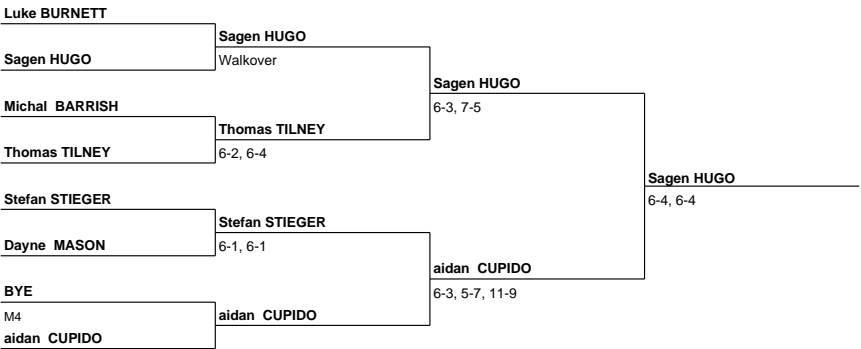 Luke BURNETT
Sagen HUGO
Sagen HUGO
Walkover
Sagen HUGO
6-3, 7-5
Michal BARRISH
Thomas TILNEY
Thomas TILNEY
6-2, 6-4
Sagen HUGO
6-4, 6-4
Stefan STIEGER
Stefan STIEGER
Dayne MASON
6-1, 6-1
aidan CUPIDO
6-3, 5-7, 11-9
BYE
M4
aidan CUPIDO
aidan CUPIDO